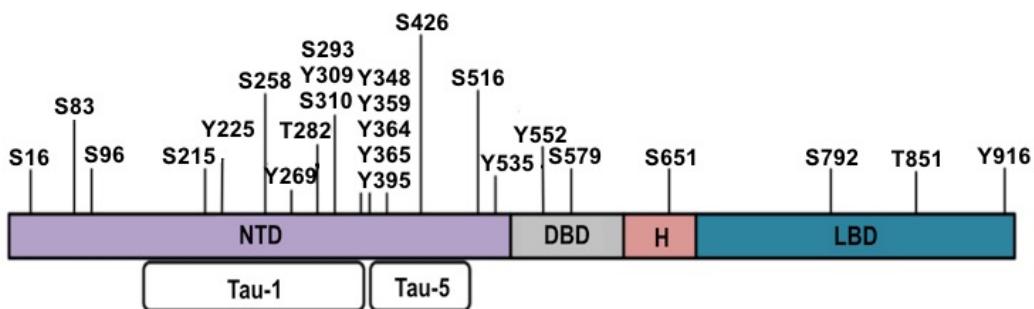 S426
S293
Y309
S310
Y348
Y359
Y364
Y365
Y395
S258
S516
S83
Y225
T282
Y552
S16
S96
S215
Y269
Y535
S579
S651
S792
T851
Y916
NTD
DBD
H
LBD
Tau-1
Tau-5